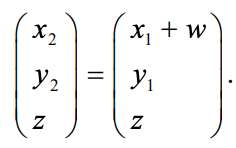 x₂ = x₁ + w
y₂ = y₁
z = z.